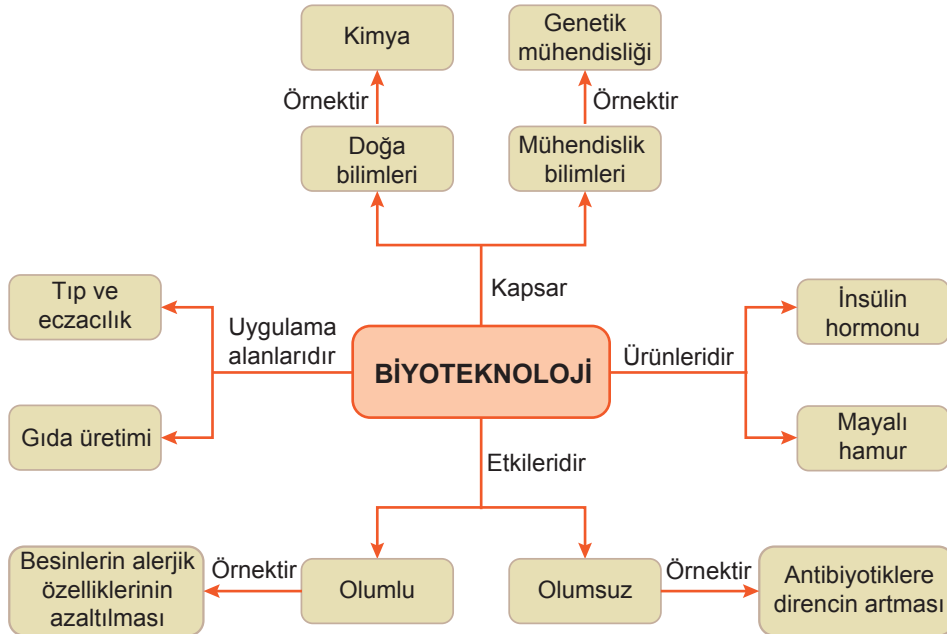 Kimya
Genetik
mühendisliği
Örnektir
Örnektir
Doğa
bilimleri
Mühendislik
bilimleri
Kapsar
Tıp ve
eczacılık
Uygulama
alanlarıdır
Gıda üretimi
BİYOTEKNOLOJİ
Ürünleridir
İnsülin
hormonu
Mayalı
hamur
Etkileridir
Besinlerin alerjik
özelliklerinin
azaltılması
Örnektir
Olumlu
Olumsuz
Örnektir
Antibiyotiklere
direncin artması